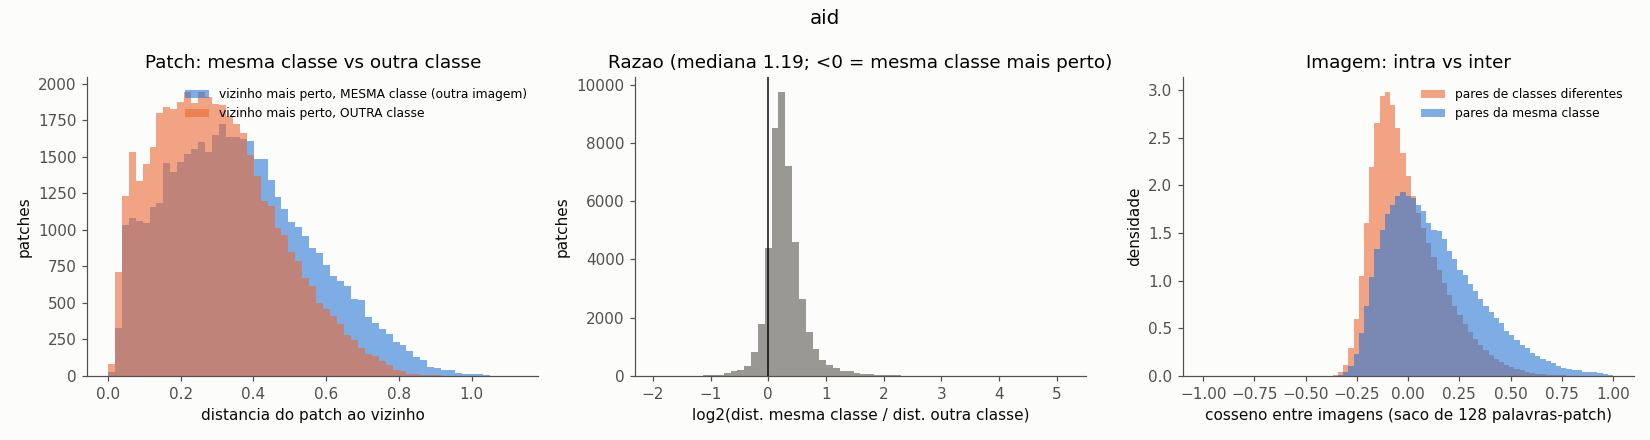 aid
Patch: mesma classe vs outra classe
vizinho mais perto, MESMA classe (outra imagem)
vizinho mais perto, OUTRA classe
patches
2000
1750
1500
1250
1000
750
500
250
0
0.0 0.2 0.4 0.6 0.8 1.0
distancia do patch ao vizinho
Razao (mediana 1.19; <0 = mesma classe mais perto)
patches
10000
8000
6000
4000
2000
0
−2 −1 0 1 2 3 4 5
log2(dist. mesma classe / dist. outra classe)
Imagem: intra vs inter
pares de classes diferentes
pares da mesma classe
densidade
3.0
2.5
2.0
1.5
1.0
0.5
0.0
−1.00 −0.75 −0.50 −0.25 0.00 0.25 0.50 0.75 1.00
cosseno entre imagens (saco de 128 palavras-patch)